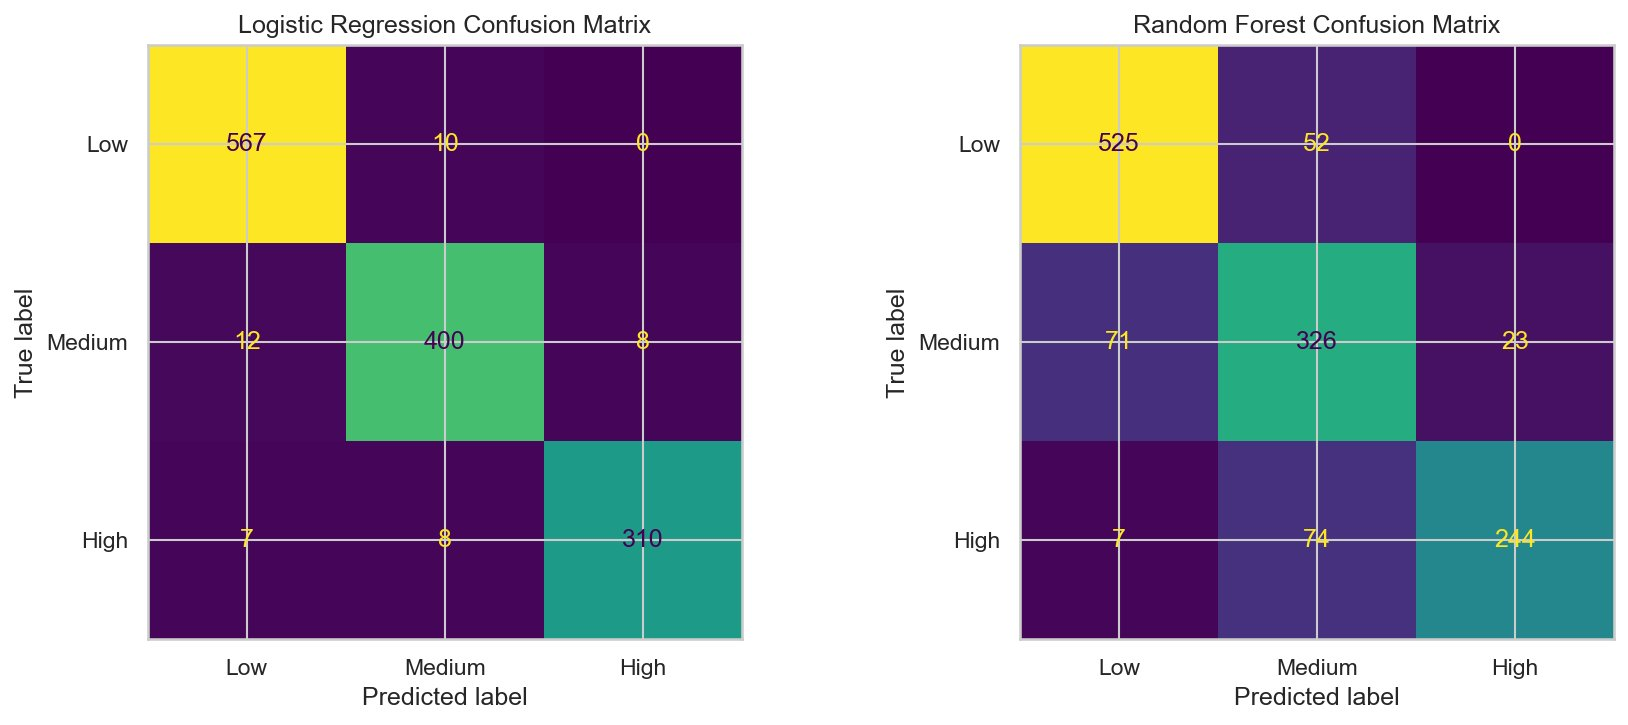 Logistic Regression Confusion Matrix
True label
Low
567 10 0
Medium
12 400 8
High
7 8 310
Low Medium High
Predicted label
Random Forest Confusion Matrix
True label
Low
525 52 0
Medium
71 326 23
High
7 74 244
Low Medium High
Predicted label